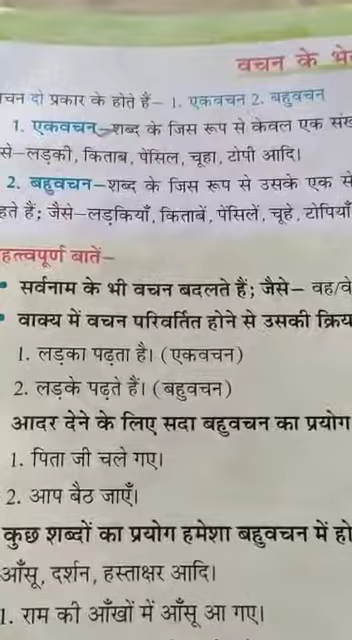 वचन के भे
चन दो प्रकार के होते हैं– 1. एकवचन 2. बहुवचन
1. एकवचन–शब्द के जिस रूप से केवल एक संख
से–लड़की, किताब, पेंसिल, चूहा, टोपी आदि।
2. बहुवचन–शब्द के जिस रूप से उसके एक से
हते हैं; जैसे–लड़कियाँ, किताबें, पेंसिलें, चूहे, टोपियाँ
हत्त्वपूर्ण बातें–
• सर्वनाम के भी वचन बदलते हैं; जैसे– वह/वे
• वाक्य में वचन परिवर्तित होने से उसकी क्रिय
1. लड़का पढ़ता है। (एकवचन)
2. लड़के पढ़ते हैं। (बहुवचन)
आदर देने के लिए सदा बहुवचन का प्रयोग
1. पिता जी चले गए।
2. आप बैठ जाएँ।
कुछ शब्दों का प्रयोग हमेशा बहुवचन में हो
आँसू, दर्शन, हस्ताक्षर आदि।
1. राम की आँखों में आँसू आ गए।